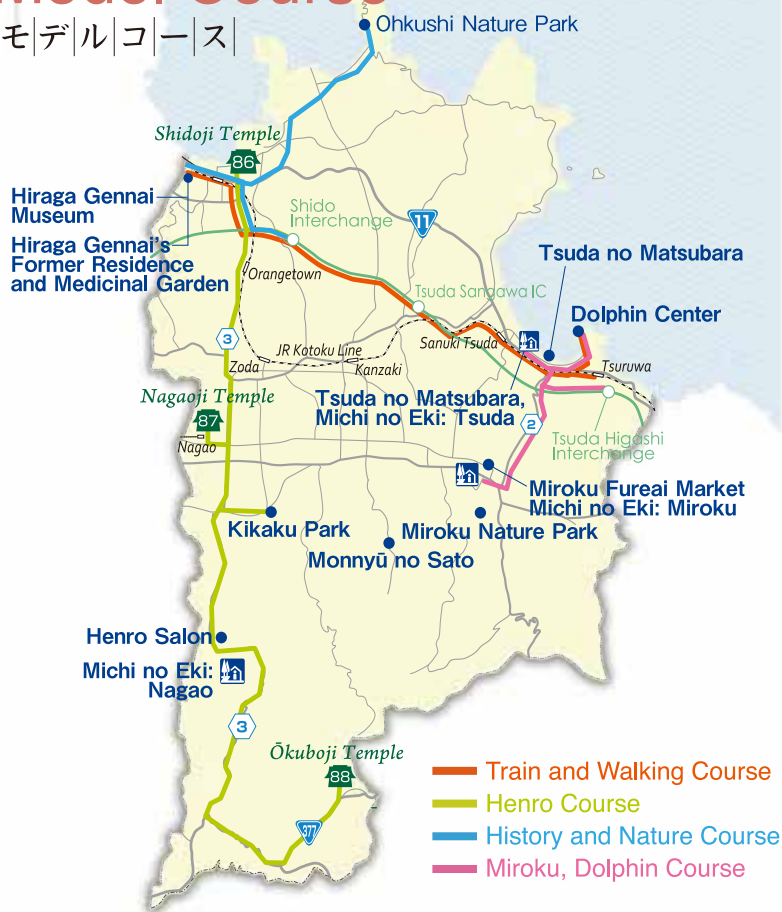 Model Course
モデルコース
Ohkushi Nature Park
Shidoji Temple
86
Hiraga Gennai
Museum
Shido
Interchange
11
Hiraga Gennai's
Former Residence
and Medicinal Garden
Tsuda no Matsubara
Orangetown
Tsuda Sangawa IC
Dolphin Center
3
Sanuki Tsuda
JR Kotoku Line
Zoda
Kanzaki
Tsuruwa
Nagaoji Temple
87
Tsuda no Matsubara,
Michi no Eki: Tsuda
2
Nagao
Tsuda Higashi
Interchange
Miroku Fureai Market
Michi no Eki: Miroku
Kikaku Park
Miroku Nature Park
Monnyū no Sato
Henro Salon
Michi no Eki:
Nagao
3
Ōkuboji Temple
88
377
Train and Walking Course
Henro Course
History and Nature Course
Miroku, Dolphin Course